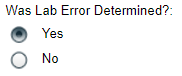 Was Lab Error Determined?:
Yes
No